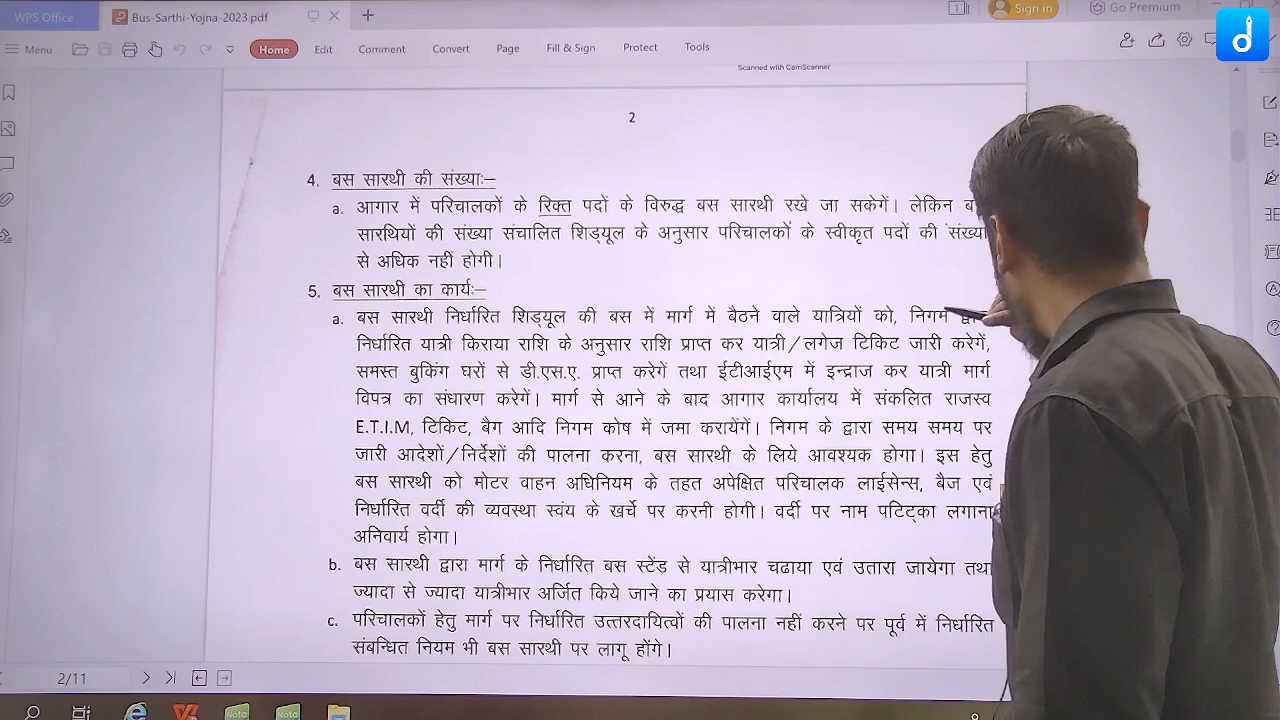 WPS Office
Bus-Sarthi-Yojna-2023.pdf
Sign in
Go Premium
Menu
Home Edit Comment Convert Page Fill & Sign Protect Tools
Scanned with CamScanner
2
4. बस सारथी की संख्याः–
a. आगार में परिचालकों के रिक्त पदों के विरुद्ध बस सारथी रखे जा सकेगें। लेकिन
सारथियों की संख्या संचालित शिड्यूल के अनुसार परिचालकों के स्वीकृत पदों की संख्या
से अधिक नहीं होगी।
5. बस सारथी का कार्यः–
a. बस सारथी निर्धारित शिड्यूल की बस में मार्ग में बैठने वाले यात्रियों को, निगम
निर्धारित यात्री किराया राशि के अनुसार राशि प्राप्त कर यात्री/लगेज टिकिट जारी करेगें,
समस्त बुकिंग घरों से डी.एस.ए. प्राप्त करेगें तथा ईटीआईएम में इन्द्राज कर यात्री मार्ग
विपत्र का संधारण करेगें। मार्ग से आने के बाद आगार कार्यालय में संकलित राजस्व
E.T.I.M, टिकिट, बैग आदि निगम कोष में जमा करायेंगें। निगम के द्वारा समय समय पर
जारी आदेशों/निर्देशों की पालना करना, बस सारथी के लिये आवश्यक होगा। इस हेतु
बस सारथी को मोटर वाहन अधिनियम के तहत अपेक्षित परिचालक लाईसेन्स, बैज एवं
निर्धारित वर्दी की व्यवस्था स्वंय के खर्चे पर करनी होगी। वर्दी पर नाम पटिट्का लगाना
अनिवार्य होगा।
b. बस सारथी द्वारा मार्ग के निर्धारित बस स्टेंड से यात्रीभार चढाया एवं उतारा जायेगा तथा
ज्यादा से ज्यादा यात्रीभार अर्जित किये जाने का प्रयास करेगा।
c. परिचालकों हेतु मार्ग पर निर्धारित उत्तरदायित्वों की पालना नहीं करने पर पूर्व में निर्धारित
संबन्धित नियम भी बस सारथी पर लागू होंगे।
2/11
Note
Note